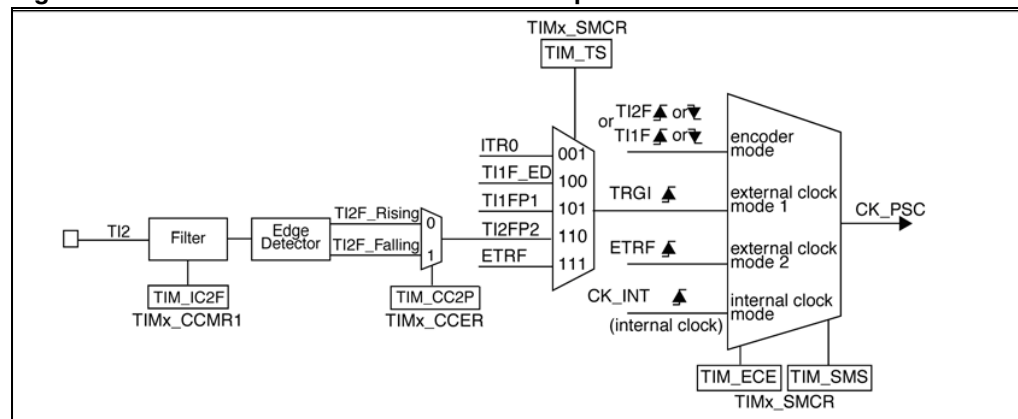 TIMx_SMCR
TIM_TS
TI2F or
or
TI1F or
encoder
mode
ITR0
001
TI1F_ED
100
TRGI
external clock
mode 1
TI1FP1
101
CK_PSC
TI2F_Rising
0
TI2
Filter
Edge
Detector
TI2F_Falling
1
TI2FP2
110
ETRF
111
ETRF
external clock
mode 2
CK_INT
(internal clock)
internal clock
mode
TIM_IC2F
TIMx_CCMR1
TIM_CC2P
TIMx_CCER
TIM_ECE
TIM_SMS
TIMx_SMCR